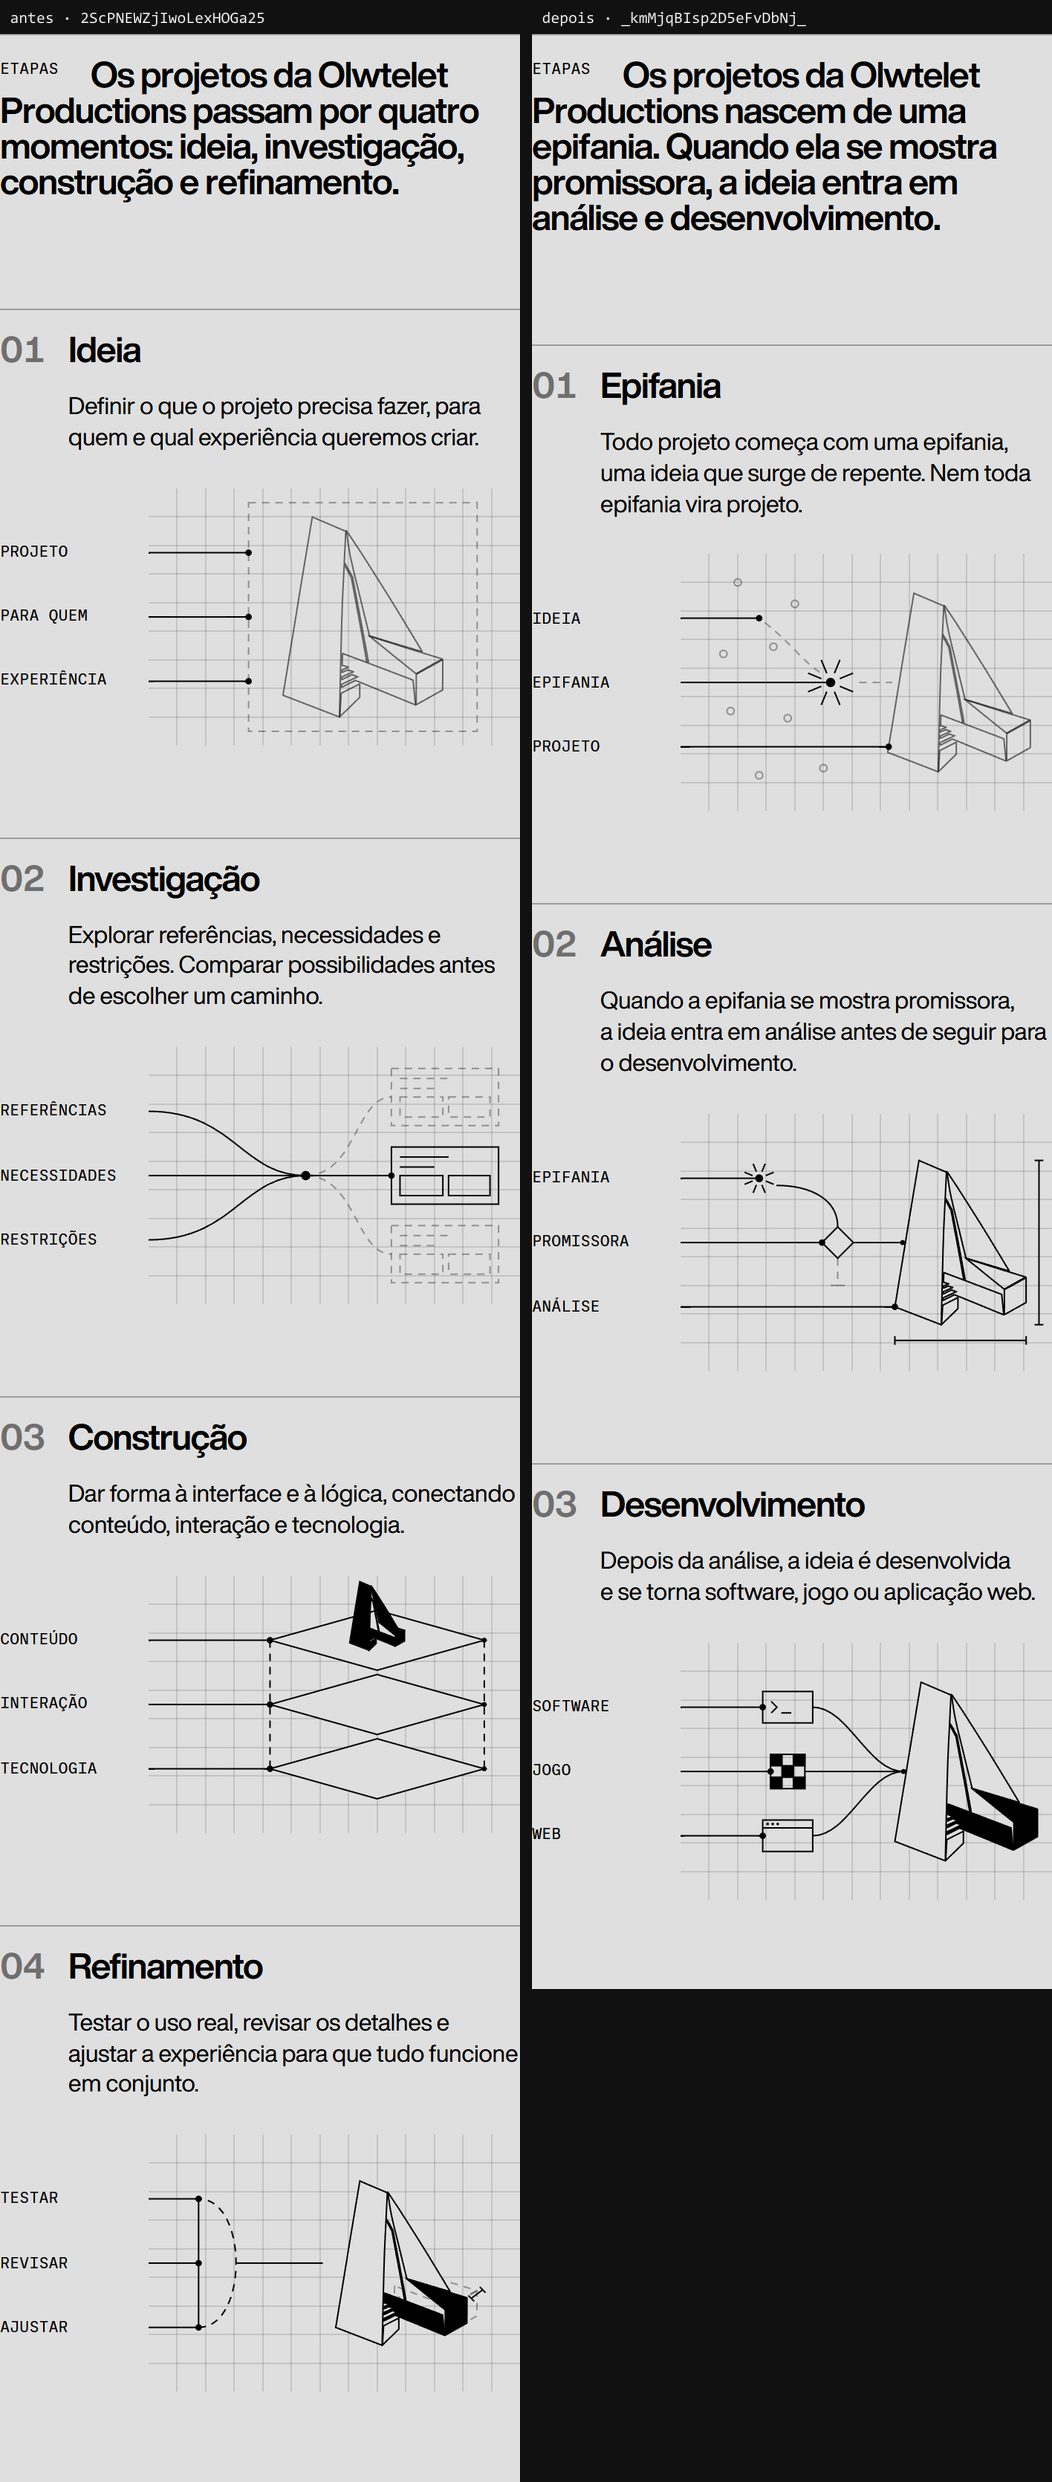 antes · 2ScPNEWZjIwoLexHOGa25
ETAPAS
Os projetos da Olwtelet
Productions passam por quatro
momentos: ideia, investigação,
construção e refinamento.
01 Ideia
Definir o que o projeto precisa fazer, para
quem e qual experiência queremos criar.
PROJETO
PARA QUEM
EXPERIÊNCIA
02 Investigação
Explorar referências, necessidades e
restrições. Comparar possibilidades antes
de escolher um caminho.
REFERÊNCIAS
NECESSIDADES
RESTRIÇÕES
03 Construção
Dar forma à interface e à lógica, conectando
conteúdo, interação e tecnologia.
CONTEÚDO
INTERAÇÃO
TECNOLOGIA
04 Refinamento
Testar o uso real, revisar os detalhes e
ajustar a experiência para que tudo funcione
em conjunto.
TESTAR
REVISAR
AJUSTAR
depois · _kmMjqBIsp2D5eFvDbNj_
ETAPAS
Os projetos da Olwtelet
Productions nascem de uma
epifania. Quando ela se mostra
promissora, a ideia entra em
análise e desenvolvimento.
01 Epifania
Todo projeto começa com uma epifania,
uma ideia que surge de repente. Nem toda
epifania vira projeto.
IDEIA
EPIFANIA
PROJETO
02 Análise
Quando a epifania se mostra promissora,
a ideia entra em análise antes de seguir para
o desenvolvimento.
EPIFANIA
PROMISSORA
ANÁLISE
03 Desenvolvimento
Depois da análise, a ideia é desenvolvida
e se torna software, jogo ou aplicação web.
SOFTWARE
JOGO
WEB